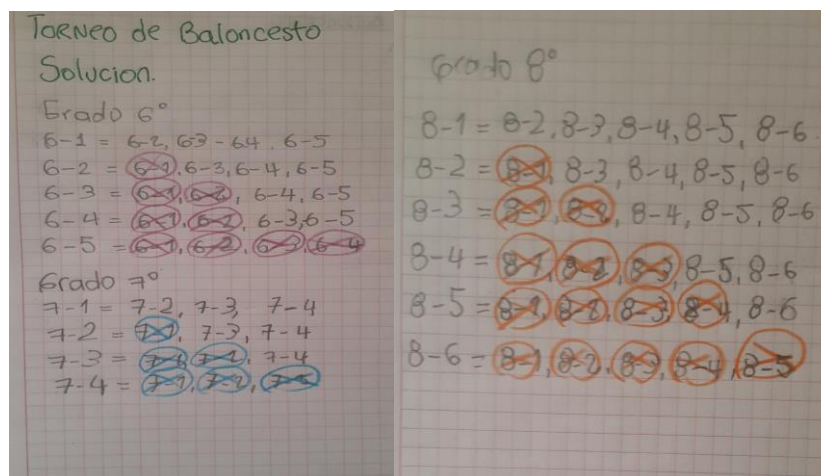 Torneo de Baloncesto
Solucion.
Grado 6°
6-1 = 6-2, 6-3 - 64, 6-5
6-2 = 6-1, 6-3, 6-4, 6-5
6-3 = 6-1, 6-2, 6-4, 6-5
6-4 = 6-1, 6-2, 6-3, 6-5
6-5 = 6-1, 6-2, 6-3, 6-4
Grado 7°
7-1 = 7-2, 7-3, 7-4
7-2 = 7-1, 7-3, 7-4
7-3 = 7-1, 7-2, 7-4
7-4 = 7-1, 7-2,
Grado 8°
8-1 = 8-2, 8-3, 8-4, 8-5, 8-6
8-2 = 8-1, 8-3, 8-4, 8-5, 8-6
8-3 = 8-1, 8-2, 8-4, 8-5, 8-6
8-4 = 8-1, 8-2, 8-3, 8-5, 8-6
8-5 = 8-1, 8-2, 8-3, 8-4, 8-6
8-6 = 8-1, 8-2, 8-3, 8-4, 8-5